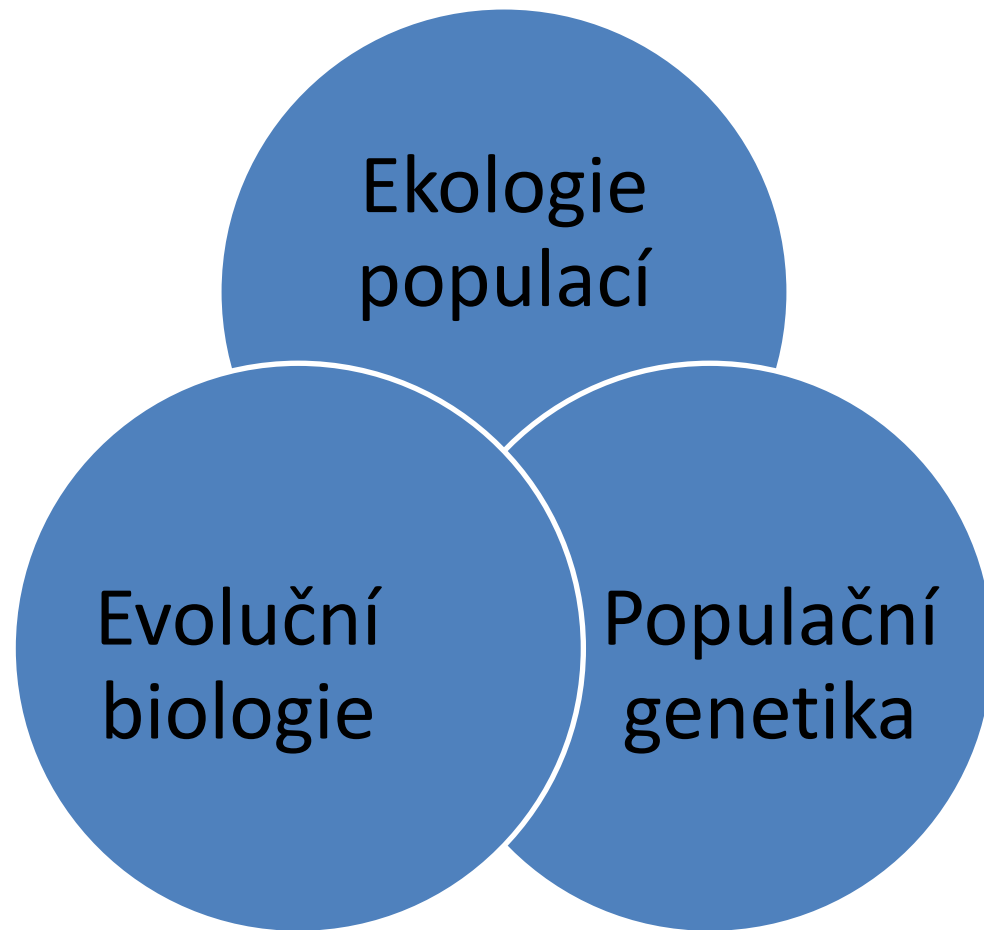 Ekologie
populací
Evoluční
biologie
Populační
genetika